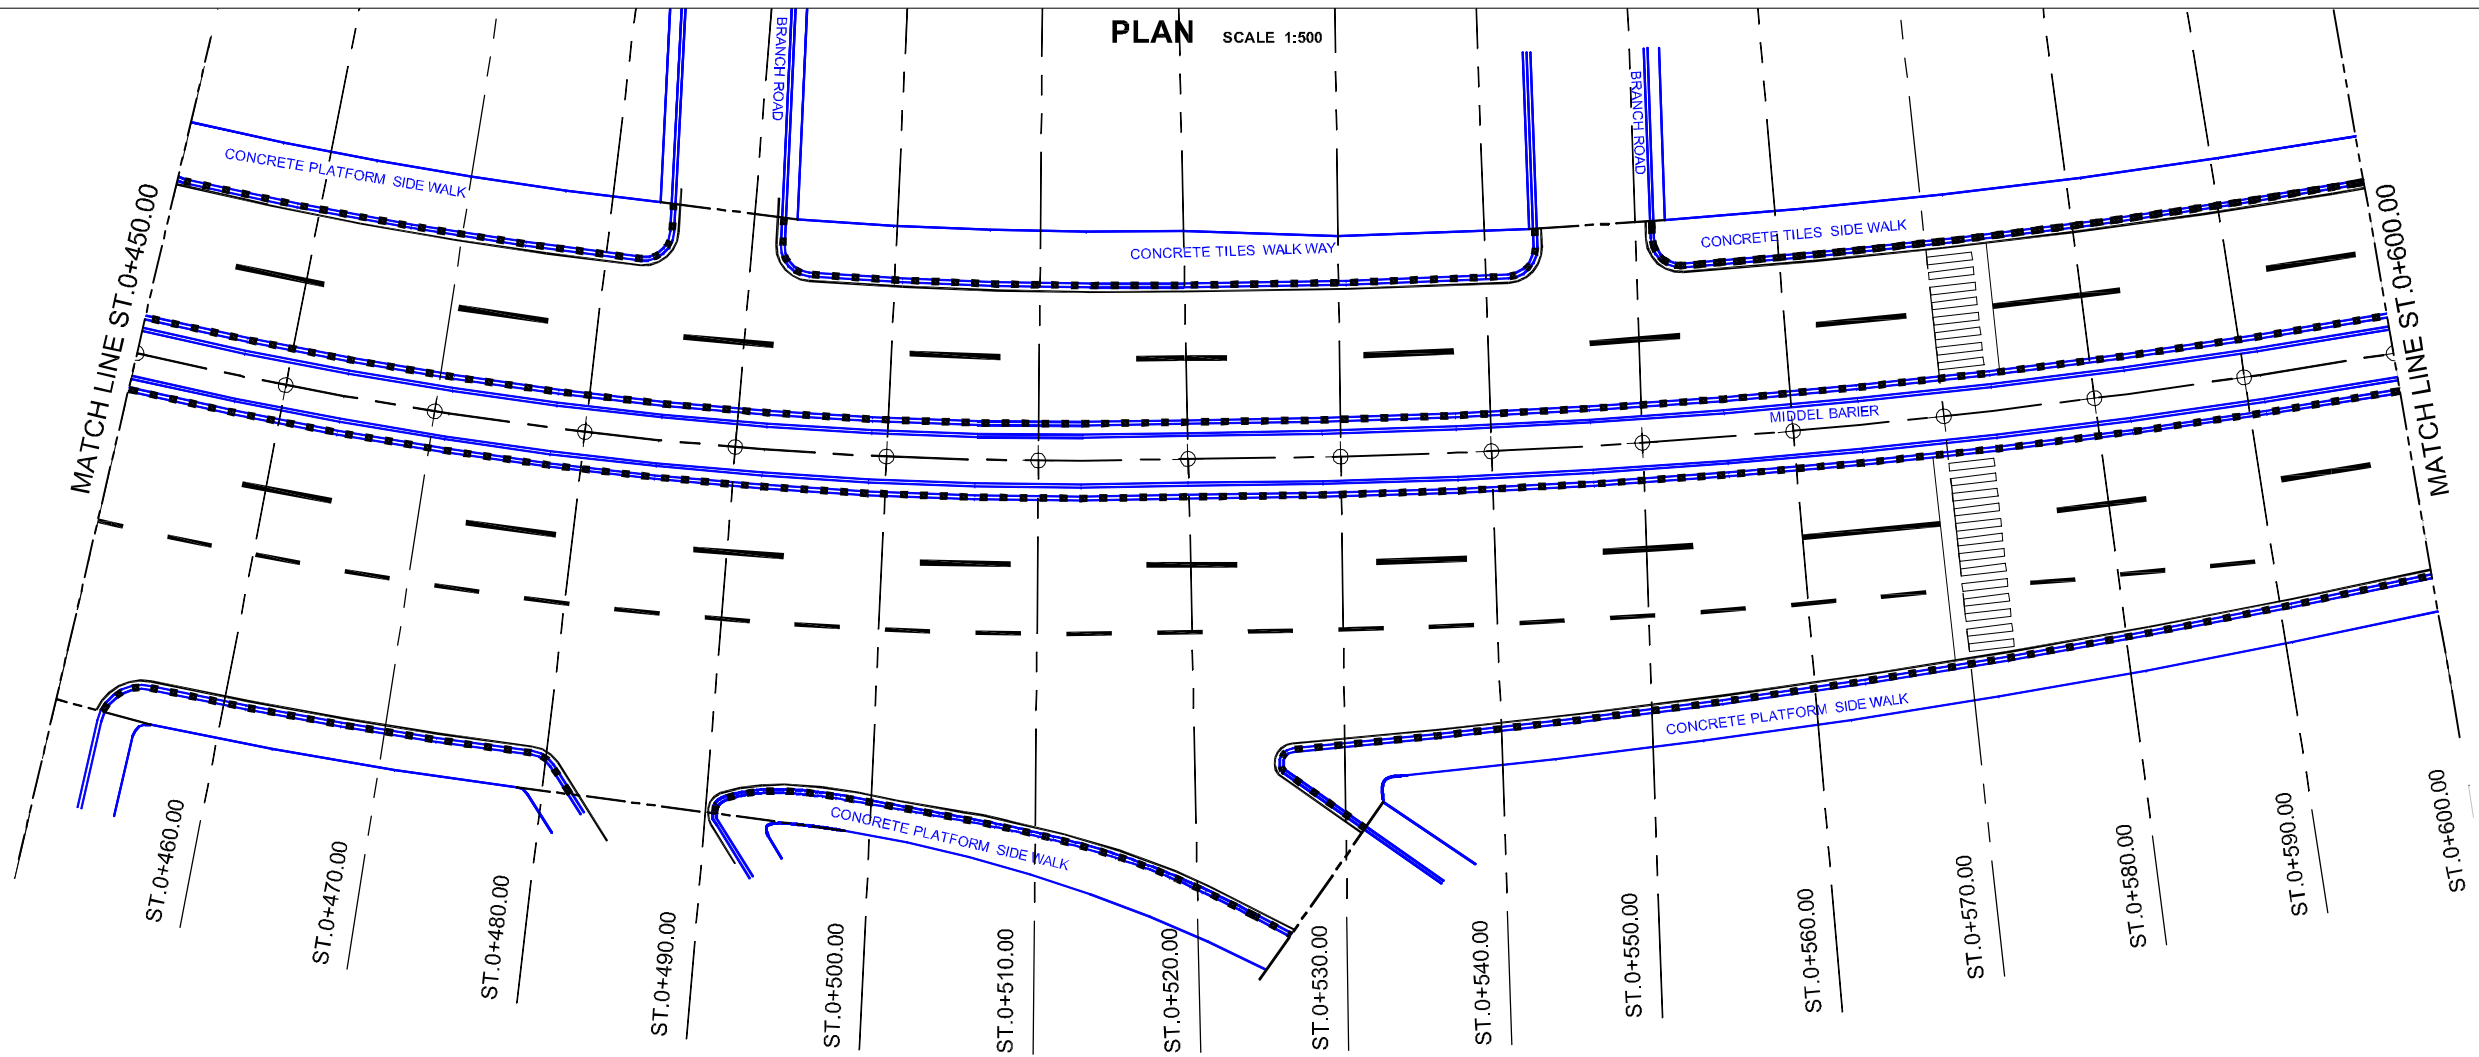 PLAN SCALE 1:500
BRANCH ROAD
BRANCH ROAD
CONCRETE PLATFORM SIDE WALK
CONCRETE TILES WALK WAY
CONCRETE TILES SIDE WALK
MATCH LINE ST.0+450.00
MATCH LINE ST.0+600.00
MIDDEL BARIER
CONCRETE PLATFORM SIDE WALK
CONCRETE PLATFORM SIDE WALK
ST.0+460.00
ST.0+470.00
ST.0+480.00
ST.0+490.00
ST.0+500.00
ST.0+510.00
ST.0+520.00
ST.0+530.00
ST.0+540.00
ST.0+550.00
ST.0+560.00
ST.0+570.00
ST.0+580.00
ST.0+590.00
ST.0+600.00